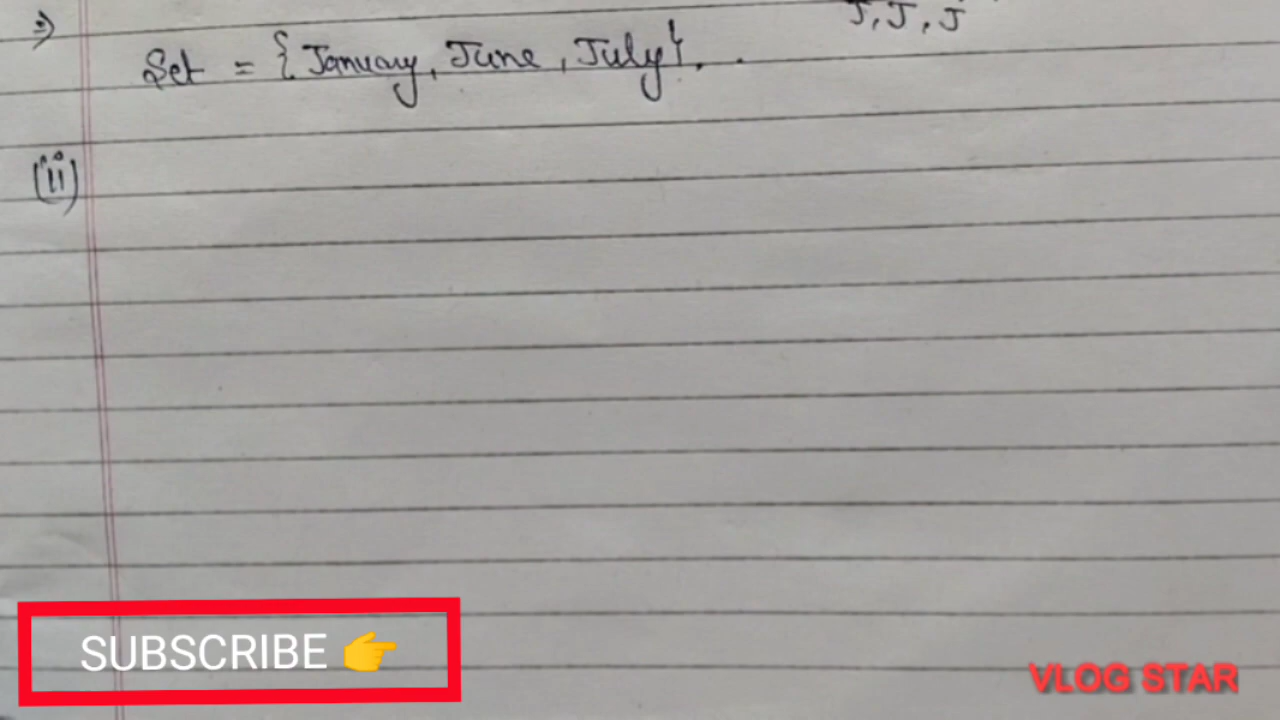 J, J, J
Set = {January, June, July}.
(ii)
SUBSCRIBE 👉
VLOG STAR